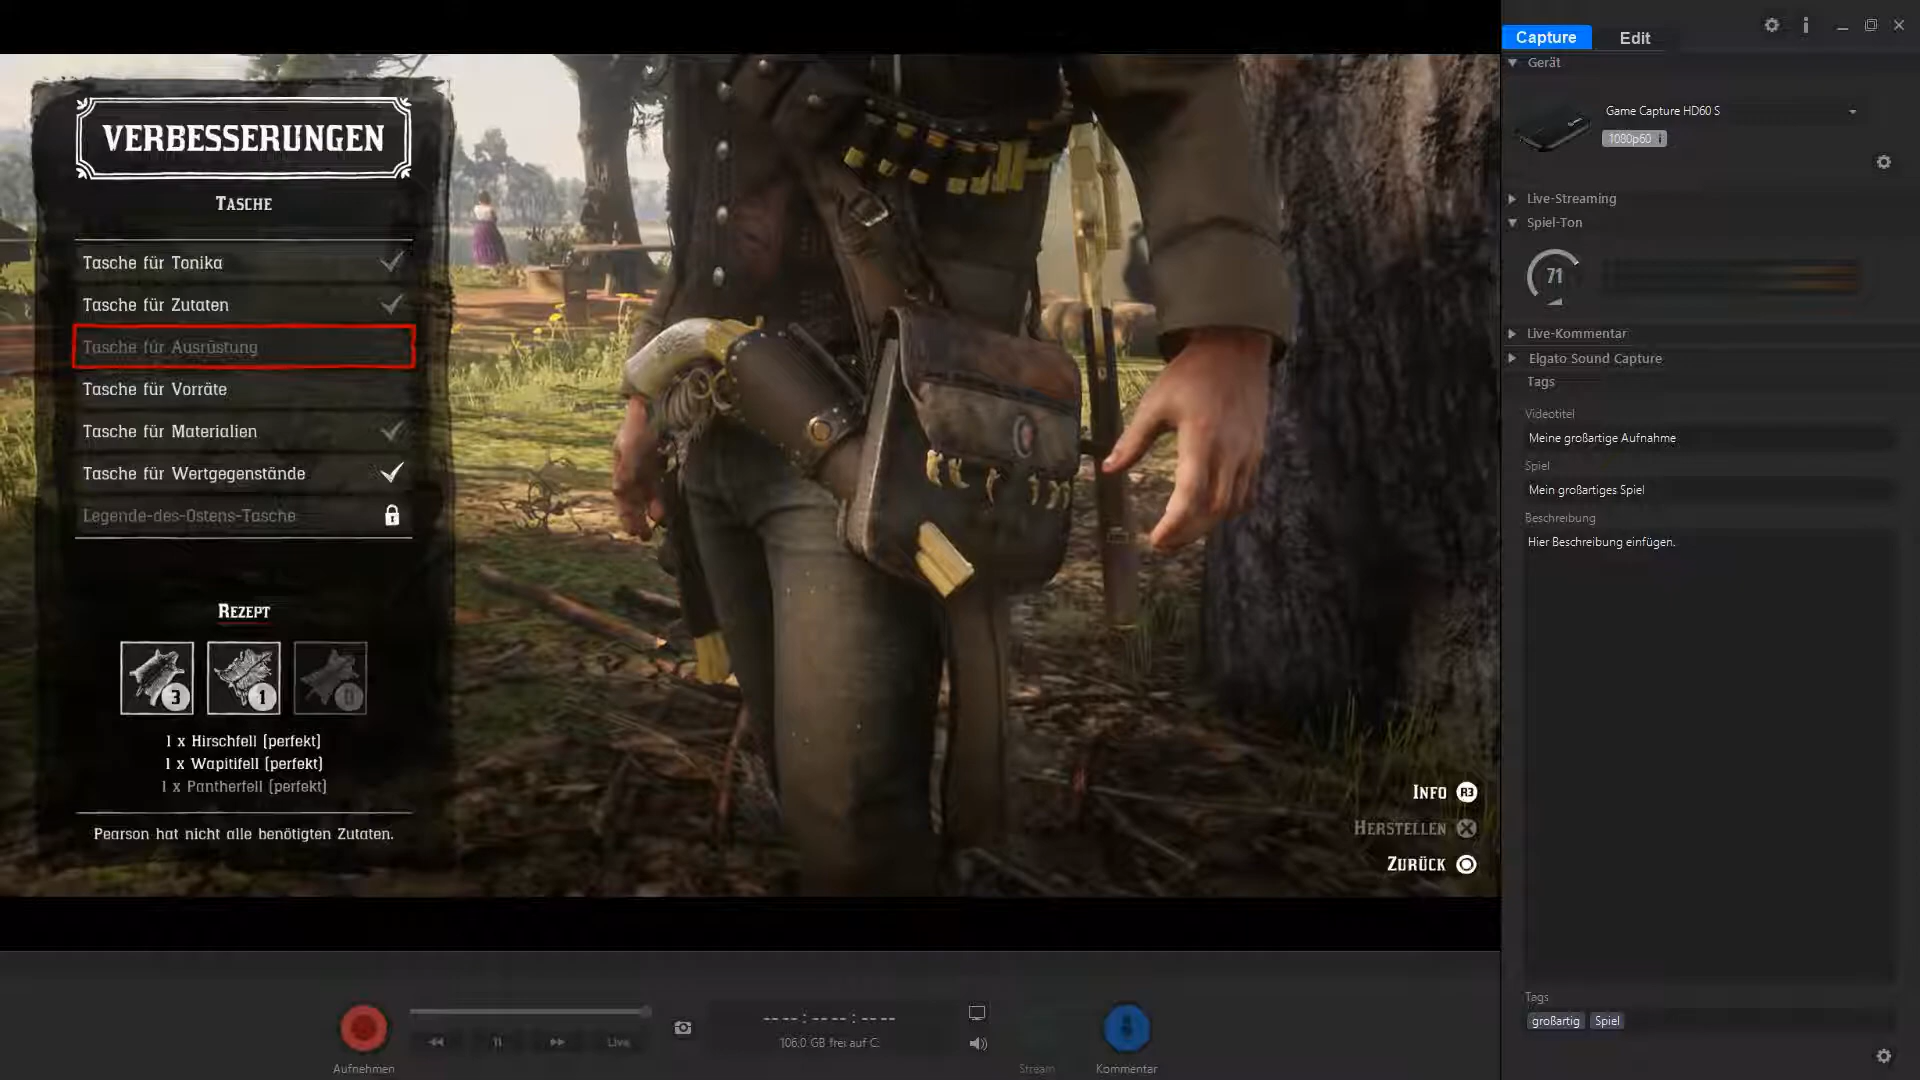 VERBESSERUNGEN
TASCHE
Tasche für Tonika
Tasche für Zutaten
Tasche für Ausrüstung
Tasche für Vorräte
Tasche für Materialien
Tasche für Wertgegenstände
Legende-des-Ostens-Tasche
REZEPT
3 1 0
1 x Hirschfell (perfekt)
1 x Wapitifell (perfekt)
1 x Pantherfell (perfekt)
Pearson hat nicht alle benötigten Zutaten.
INFO R3
HERSTELLEN
ZURÜCK
Capture Edit
Gerät
Game Capture HD60 S
1080p60 i
Live-Streaming
Spiel-Ton
71
Live-Kommentar
Elgato Sound Capture
Tags
Videotitel
Meine großartige Aufnahme
Spiel
Mein großartiges Spiel
Beschreibung
Hier Beschreibung einfügen.
Tags
großartig Spiel
Aufnehmen
Live
--:--:--
106.0 GB frei auf C:
Stream
Kommentar